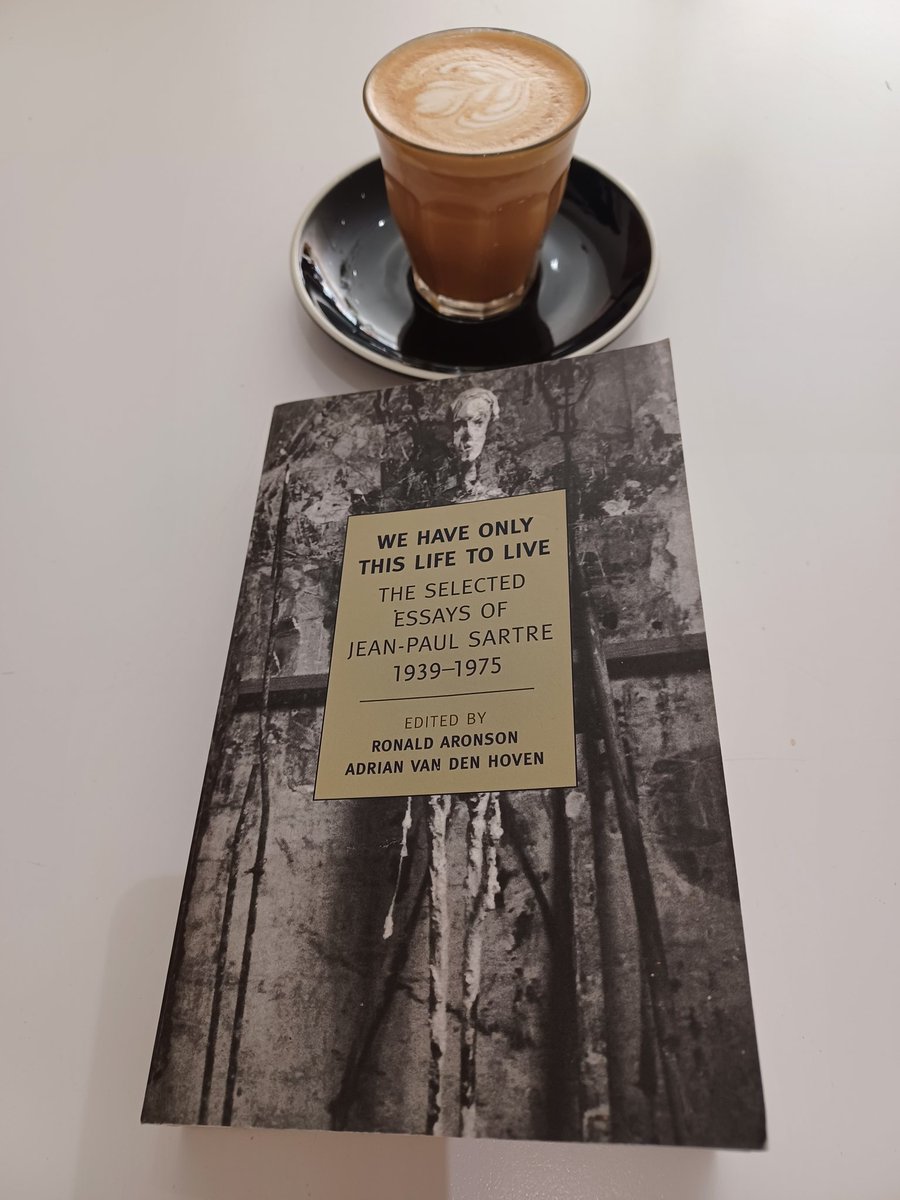 WE HAVE ONLY
THIS LIFE TO LIVE
THE SELECTED
ESSAYS OF
JEAN-PAUL SARTRE
1939–1975
EDITED BY
RONALD ARONSON
ADRIAN VAN DEN HOVEN